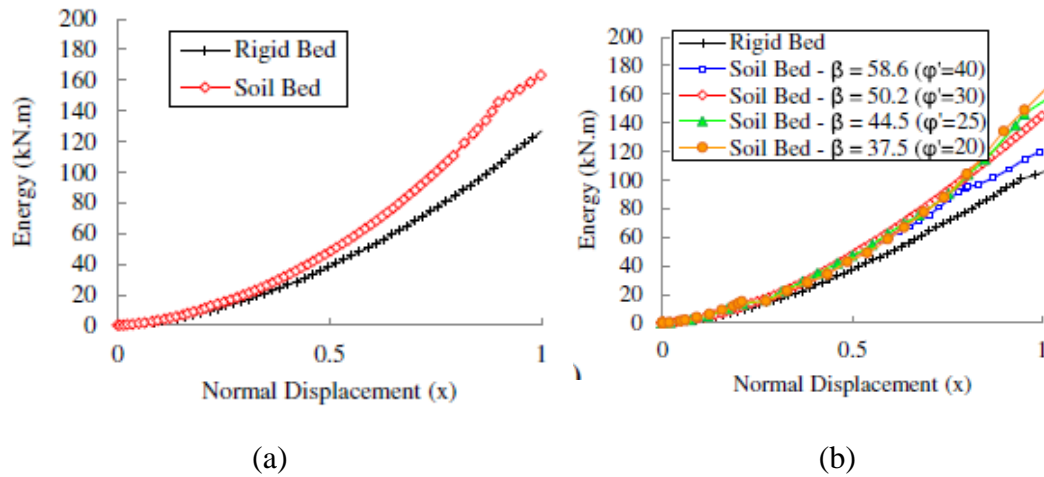 200
180
160
140
120
100
80
60
40
20
0
Energy (kN.m)
Rigid Bed
Soil Bed
0
0.5
1
Normal Displacement (x)
(a)
200
180
160
140
120
100
80
60
40
20
0
Energy (kN.m)
Rigid Bed
Soil Bed - β = 58.6 (φ'=40)
Soil Bed - β = 50.2 (φ'=30)
Soil Bed - β = 44.5 (φ'=25)
Soil Bed - β = 37.5 (φ'=20)
0
0.5
1
)
Normal Displacement (x)
(b)